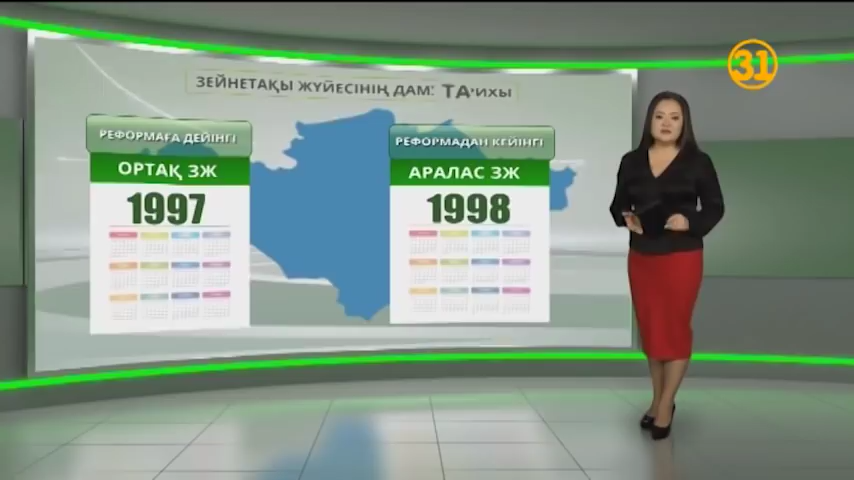 31
ЗЕЙНЕТАҚЫ ЖҮЙЕСІНІҢ
РЕФОРМАҒА ДЕЙІНГІ
ОРТАҚ ЗЖ
1997
РЕФОРМАДАН КЕЙІНГІ
АРАЛАС ЗЖ
1998